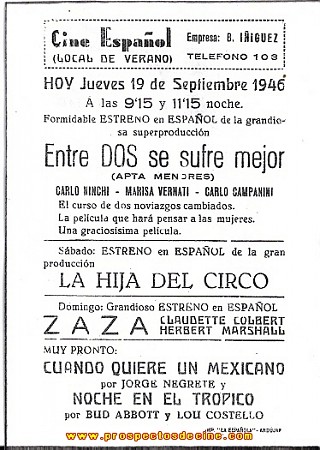 Cine Español
Empresa: B. IÑIGUEZ
(LOCAL DE VERANO)
TELEFONO 103
HOY Jueves 19 de Septiembre 1946
A las 9'15 y 11'15 noche.
Formidable ESTRENO en ESPAÑOL de la grandio-
sa superproducción
Entre DOS se sufre mejor
(APTA MENORES)
CARLO NINCHI - MARISA VERNATI - CARLO CAMPANINI
El curso de dos noviazgos cambiados.
La película que hará pensar a las mujeres.
Una graciosísima película.
Sábado: ESTRENO en ESPAÑOL de la gran
producción
LA HIJA DEL CIRCO
Domingo: Grandioso ESTRENO en ESPAÑOL
ZAZA
CLAUDETTE COLBERT
HERBERT MARSHALL
MUY PRONTO:
CUANDO QUIERE UN MEXICANO
por JORGE NEGRETE y
NOCHE EN EL TROPICO
por BUD ABBOTT y LOU COSTELLO
IMP. "LA ESPAÑOLA"
www.prospectosdecine.com